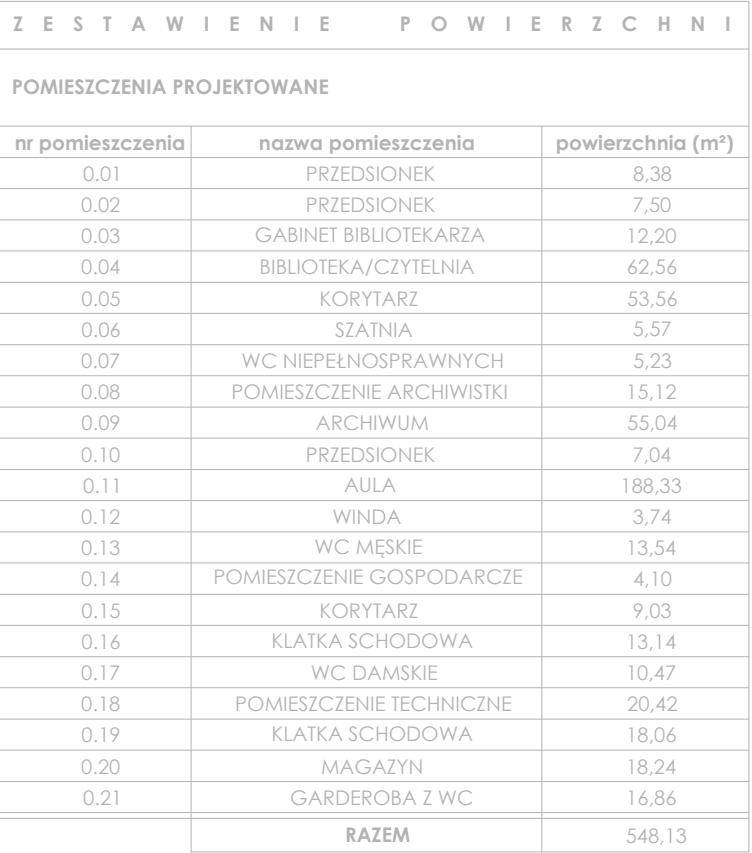 ZESTAWIENIE POWIERZCHNI
POMIESZCZENIA PROJEKTOWANE
nr pomieszczenia nazwa pomieszczenia powierzchnia (m²)
0.01 PRZEDSIONEK 8,38
0.02 PRZEDSIONEK 7,50
0.03 GABINET BIBLIOTEKARZA 12,20
0.04 BIBLIOTEKA/CZYTELNIA 62,56
0.05 KORYTARZ 53,56
0.06 SZATNIA 5,57
0.07 WC NIEPEŁNOSPRAWNYCH 5,23
0.08 POMIESZCZENIE ARCHIWISTKI 15,12
0.09 ARCHIWUM 55,04
0.10 PRZEDSIONEK 7,04
0.11 AULA 188,33
0.12 WINDA 3,74
0.13 WC MĘSKIE 13,54
0.14 POMIESZCZENIE GOSPODARCZE 4,10
0.15 KORYTARZ 9,03
0.16 KLATKA SCHODOWA 13,14
0.17 WC DAMSKIE 10,47
0.18 POMIESZCZENIE TECHNICZNE 20,42
0.19 KLATKA SCHODOWA 18,06
0.20 MAGAZYN 18,24
0.21 GARDEROBA Z WC 16,86
RAZEM 548,13